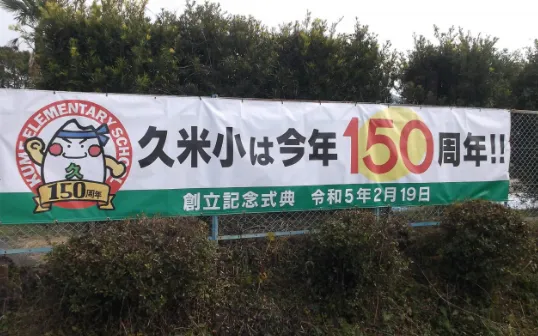 KUME ELEMENTARY SCHOOL
久
150周年
久米小は今年150周年!!
創立記念式典 令和5年2月19日